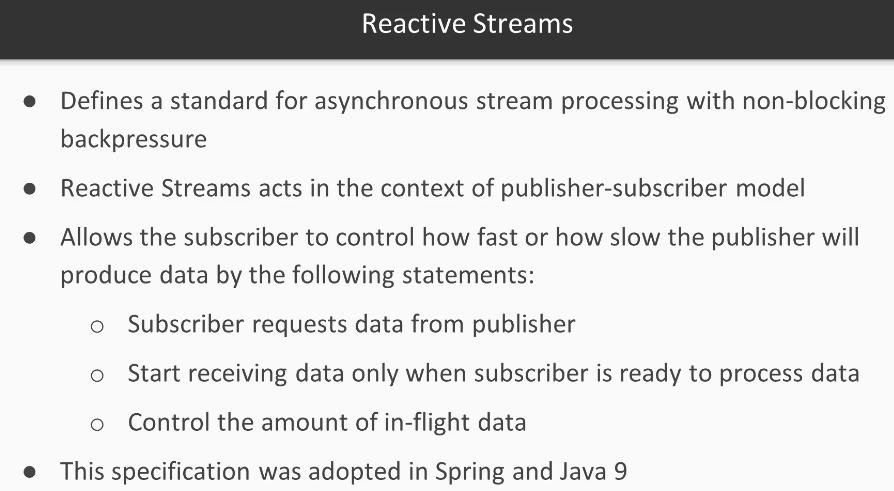 Reactive Streams
● Defines a standard for asynchronous stream processing with non-blocking
backpressure
● Reactive Streams acts in the context of publisher-subscriber model
● Allows the subscriber to control how fast or how slow the publisher will
produce data by the following statements:
○ Subscriber requests data from publisher
○ Start receiving data only when subscriber is ready to process data
○ Control the amount of in-flight data
● This specification was adopted in Spring and Java 9